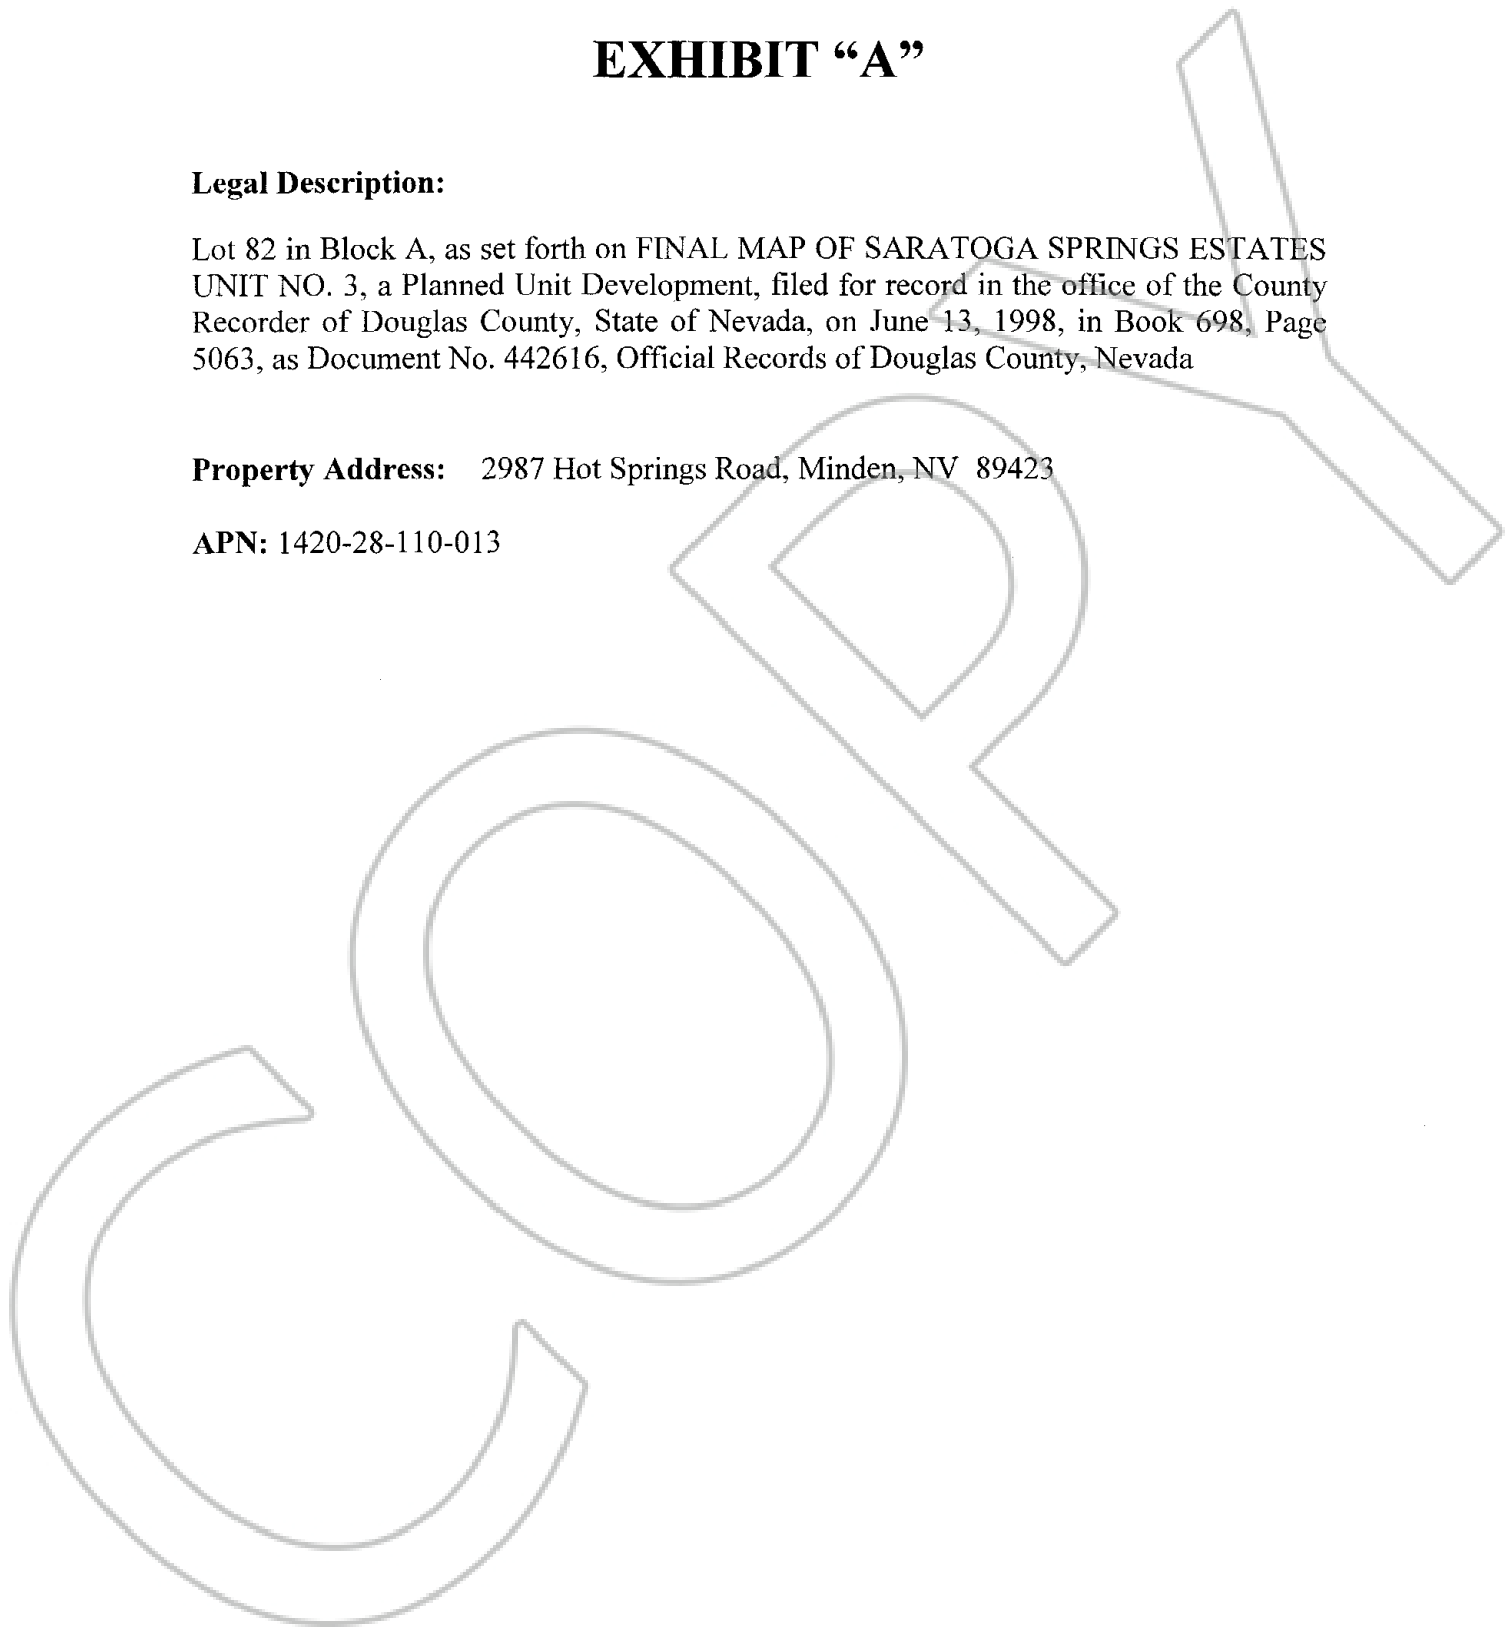 EXHIBIT “A”
Legal Description:
Lot 82 in Block A, as set forth on FINAL MAP OF SARATOGA SPRINGS ESTATES
UNIT NO. 3, a Planned Unit Development, filed for record in the office of the County
Recorder of Douglas County, State of Nevada, on June 13, 1998, in Book 698, Page
5063, as Document No. 442616, Official Records of Douglas County, Nevada
Property Address: 2987 Hot Springs Road, Minden, NV 89423
APN: 1420-28-110-013
COPY